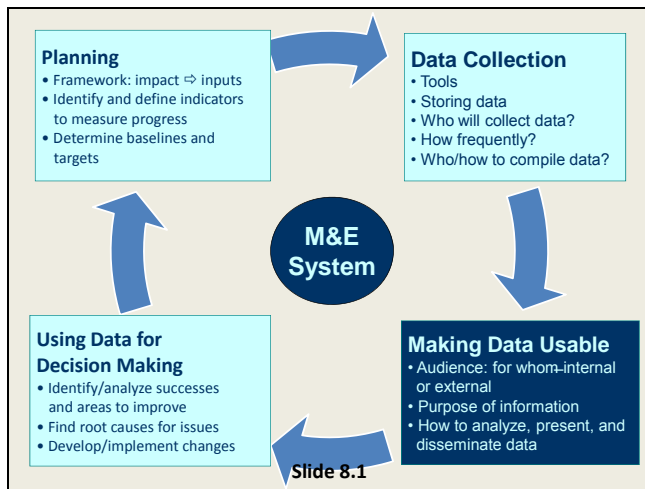 Planning
• Framework: impact ⇨ inputs
• Identify and define indicators
to measure progress
• Determine baselines and
targets
Data Collection
• Tools
• Storing data
• Who will collect data?
• How frequently?
• Who/how to compile data?
M&E
System
Using Data for
Decision Making
• Identify/analyze successes
and areas to improve
• Find root causes for issues
• Develop/implement changes
Making Data Usable
• Audience: for whom–internal
or external
• Purpose of information
• How to analyze, present, and
disseminate data
Slide 8.1